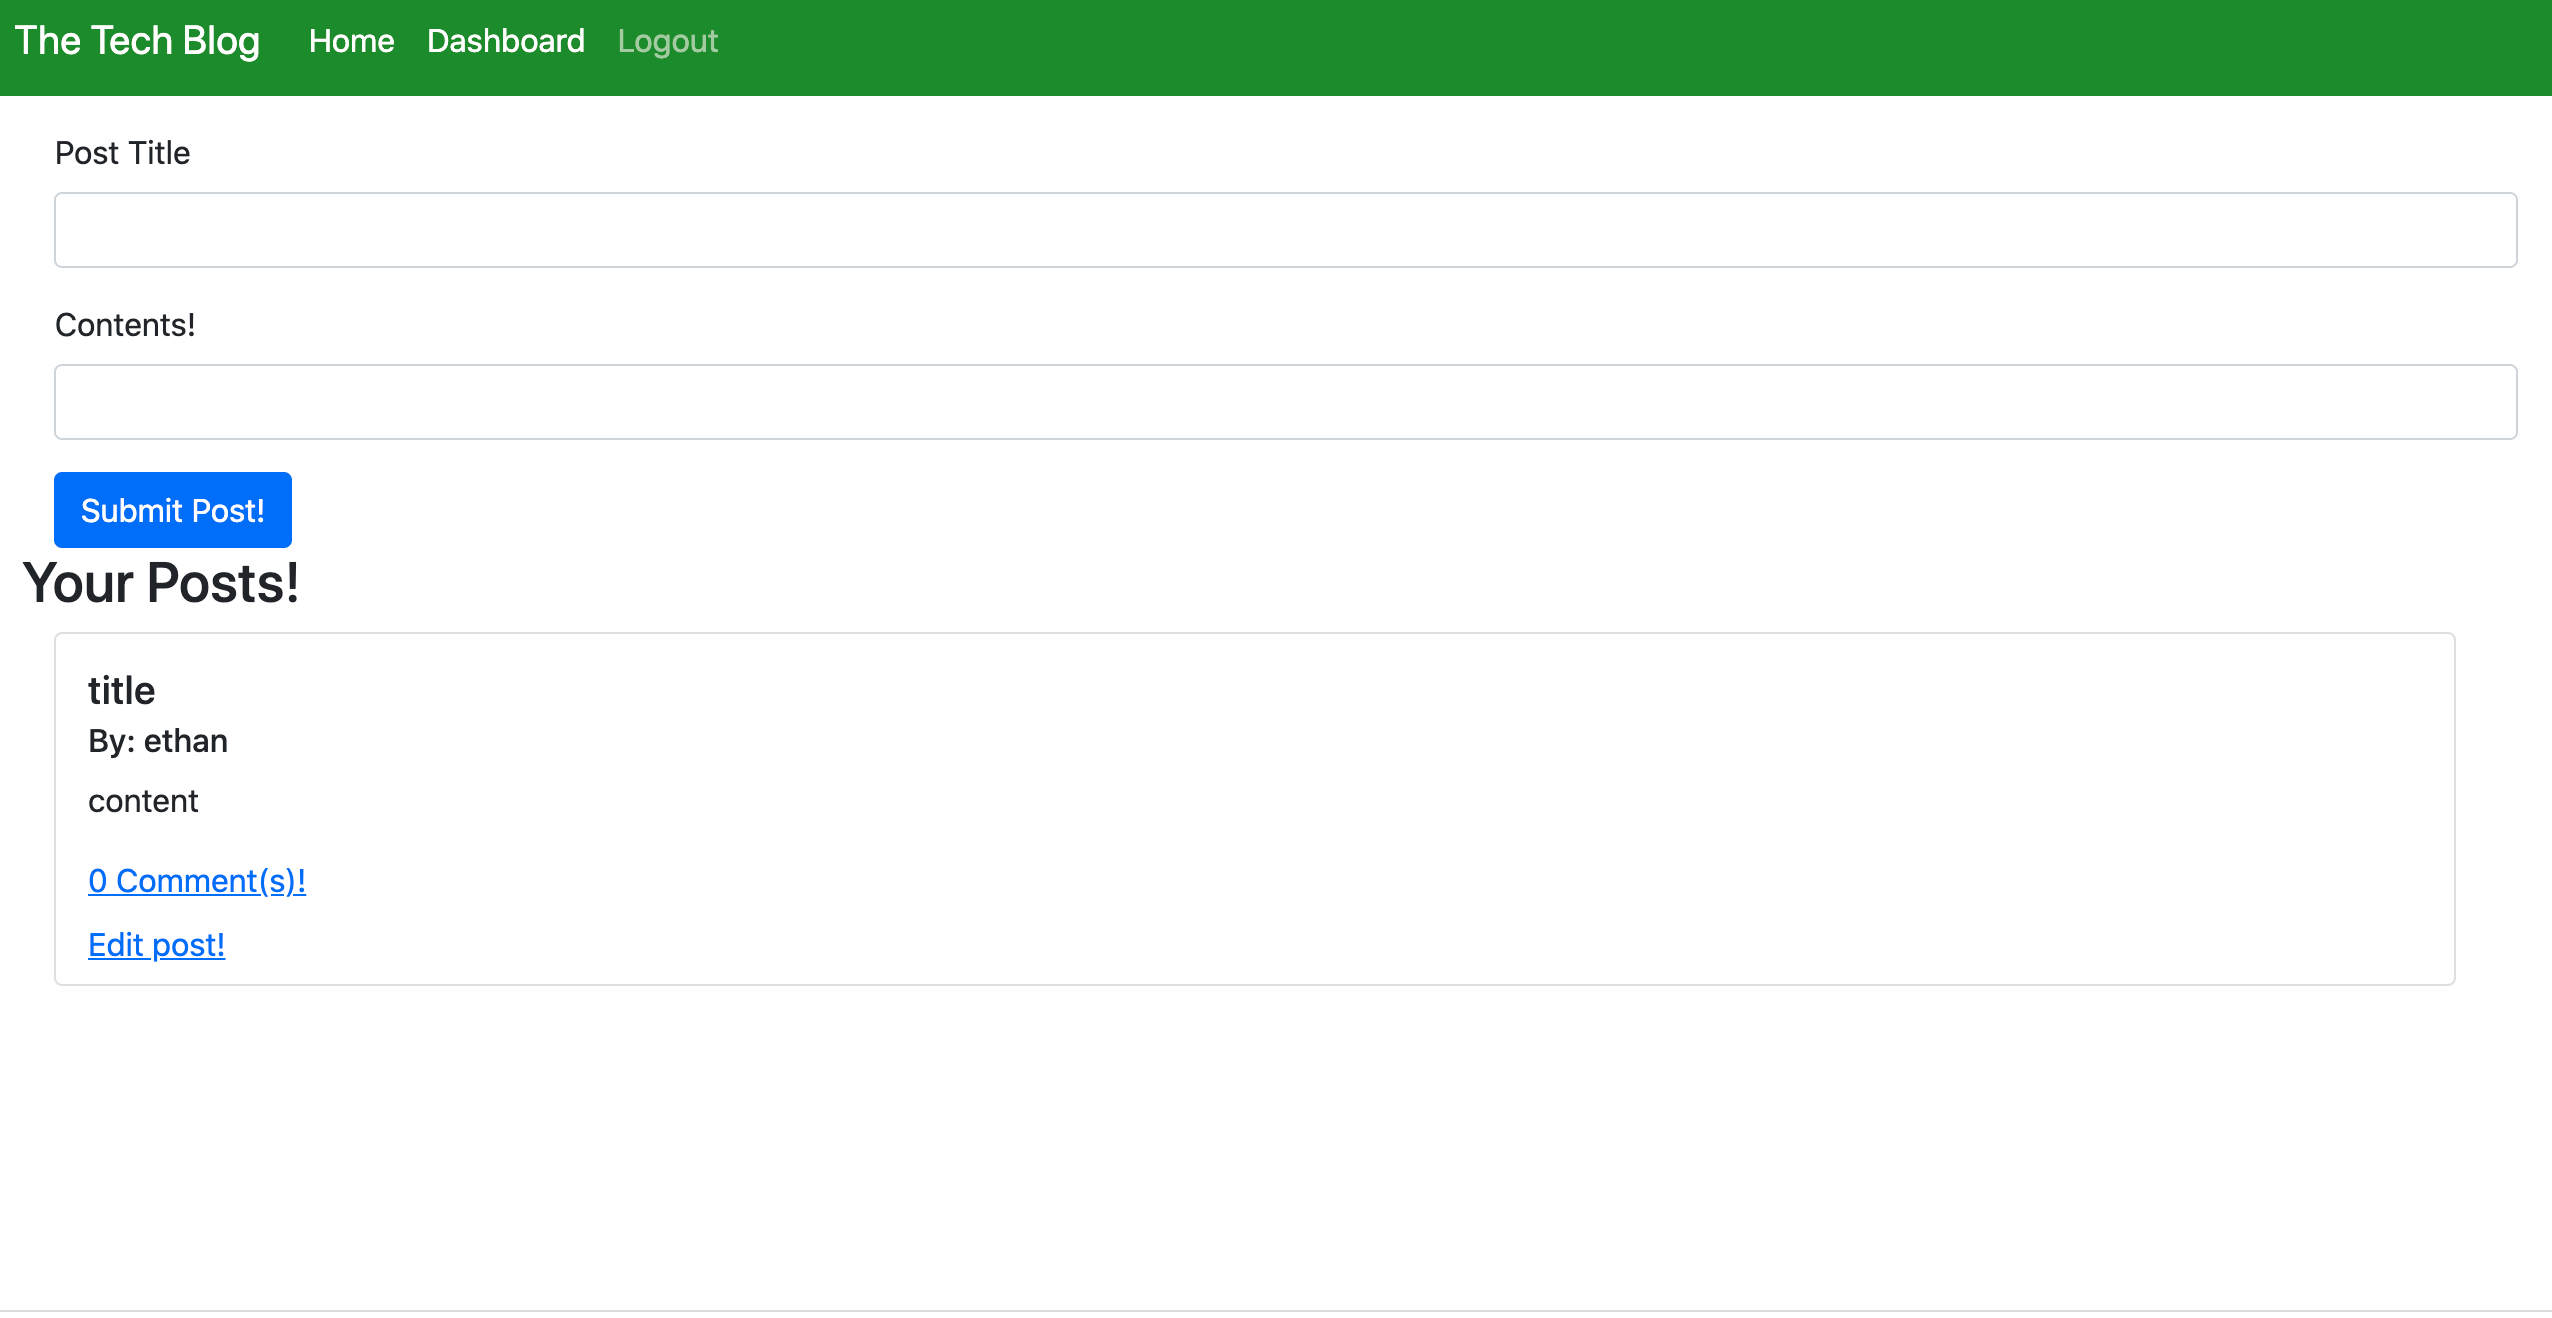 The Tech Blog Home Dashboard Logout
Post Title
Contents!
Submit Post!
Your Posts!
title
By: ethan
content
0 Comment(s)!
Edit post!